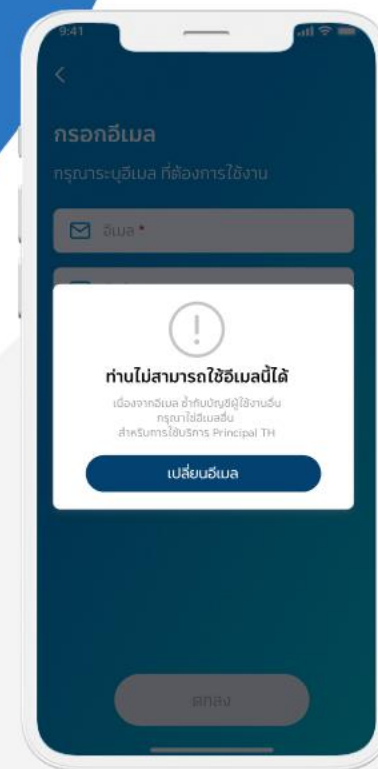 9:41
กรอกอีเมล
กรุณาระบุอีเมล ที่ต้องการใช้งาน
อีเมล *
ท่านไม่สามารถใช้อีเมลนี้ได้
เนื่องจากอีเมล ซ้ำกับบัญชีผู้ใช้งานอื่น
กรุณาใช้อีเมลอื่น
สำหรับการใช้บริการ Principal TH
เปลี่ยนอีเมล
ตกลง